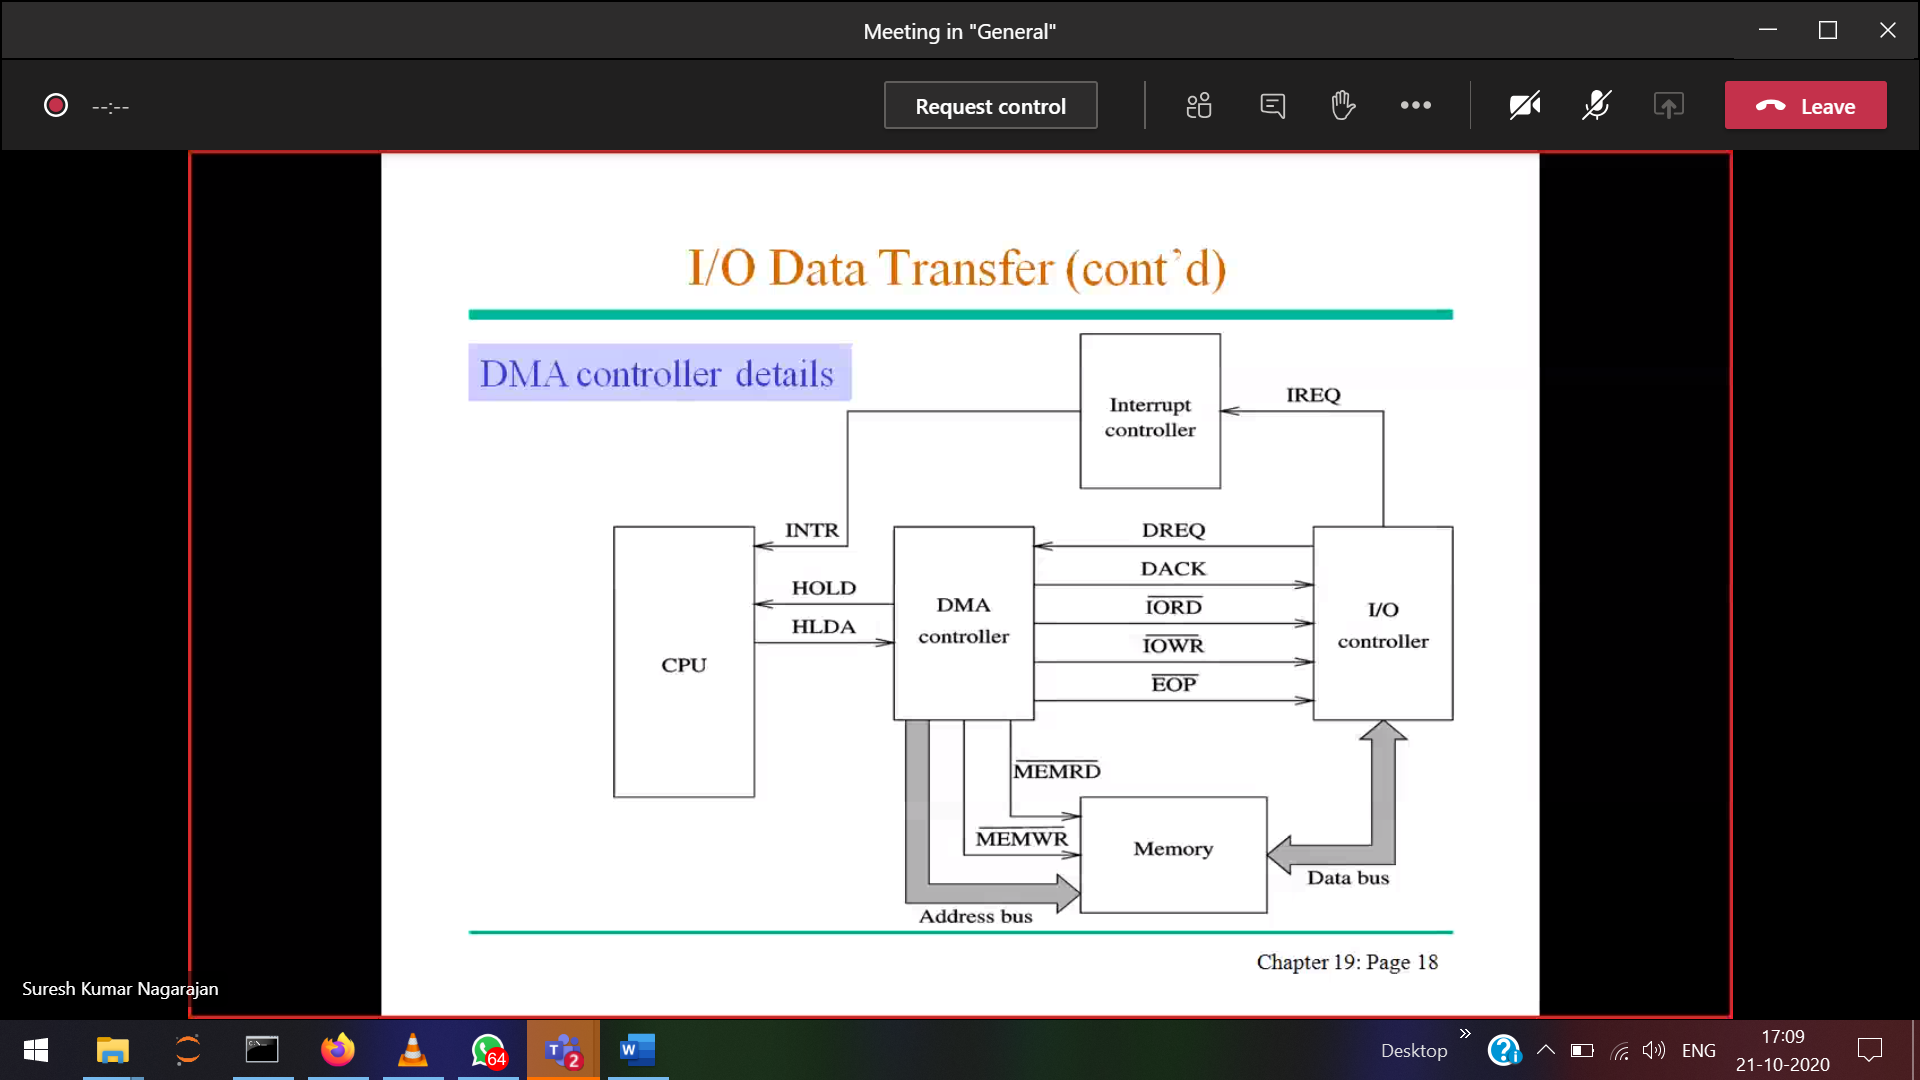 Meeting in "General"
--:--
Request control
Leave
I/O Data Transfer (cont'd)
DMA controller details
Interrupt
controller
IREQ
INTR
HOLD
HLDA
CPU
DMA
controller
DREQ
DACK
IORD
IOWR
EOP
I/O
controller
MEMRD
MEMWR
Memory
Data bus
Address bus
Chapter 19: Page 18
Suresh Kumar Nagarajan
64
2
Desktop
ENG
17:09
21-10-2020